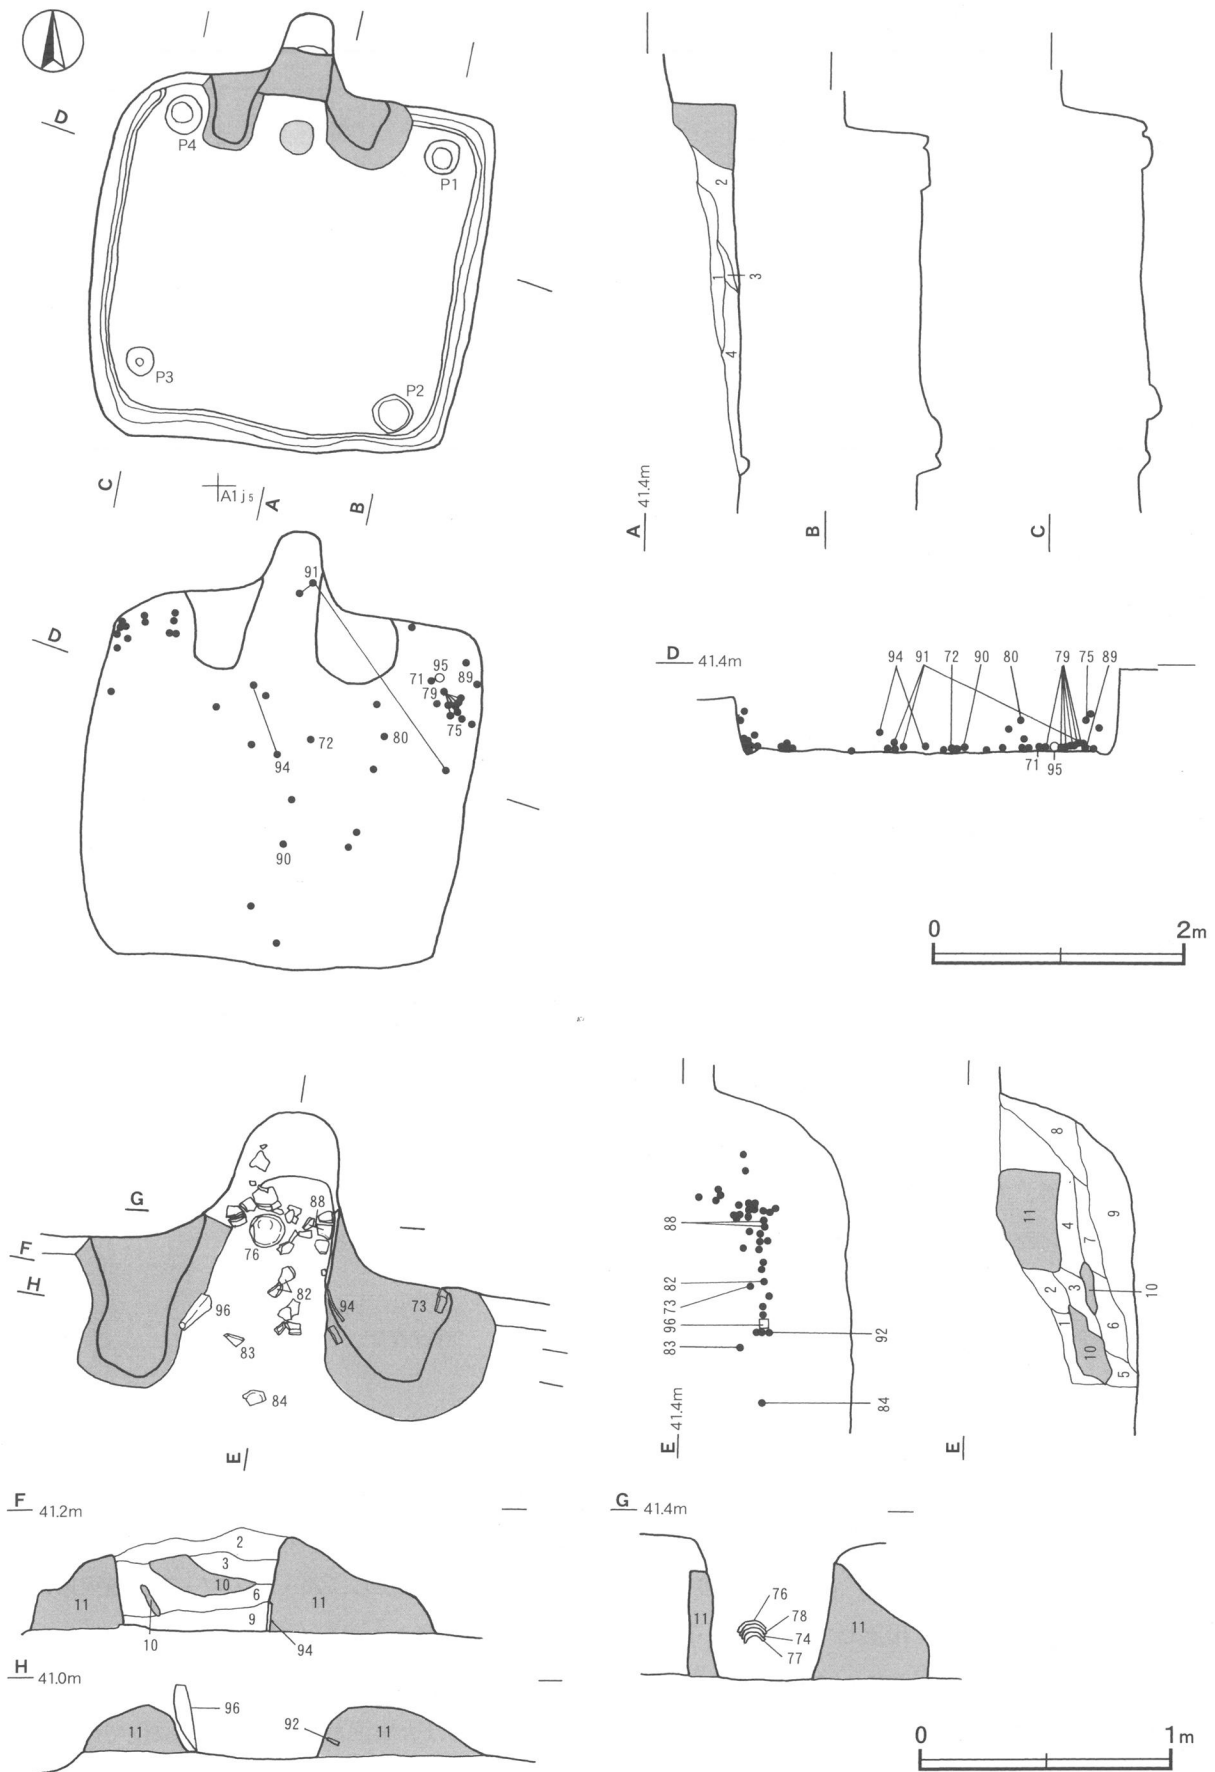 D
P4
P1
P3
P2
C
A1j5
A
B
2
1
3
4
A 41.4m
B
C
91
D
71
95
89
79
75
72
80
94
90
D 41.4m
94
91
72
90
80
79
75
89
71
95
0
2m
G
F
H
88
76
82
94
73
96
83
84
E
88
82
73
96
83
92
84
E 41.4m
8
11
4
9
7
2
3
10
1
6
10
5
E
F 41.2m
2
3
10
6
11
11
9
10
94
H 41.0m
96
11
92
11
G 41.4m
76
78
74
77
11
11
0
1m